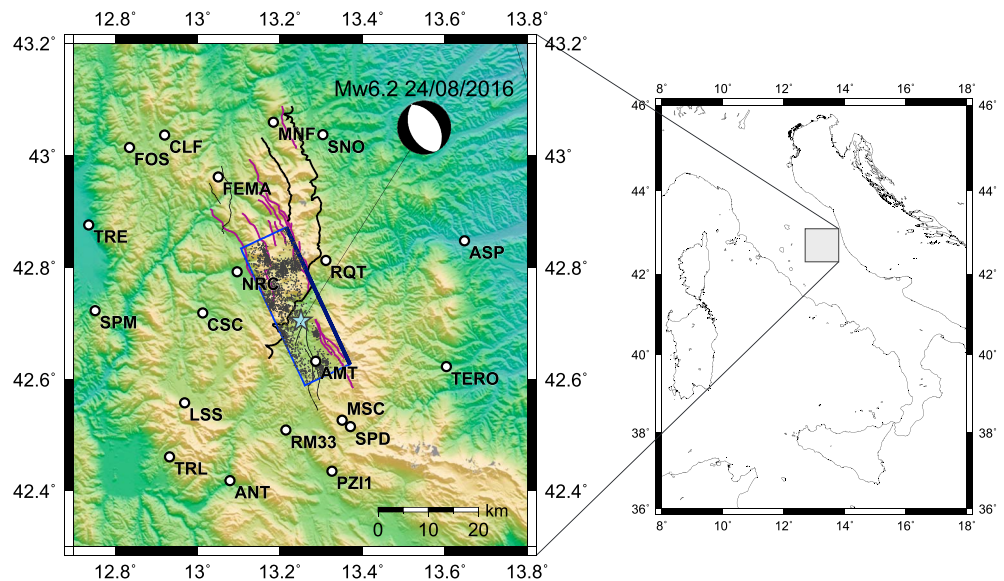 12.8˚ 13˚ 13.2˚ 13.4˚ 13.6˚ 13.8˚
43.2˚ 43.2˚
Mw6.2 24/08/2016
MNF
SNO
CLF
FOS
43˚ 43˚
FEMA
TRE
ASP
RQT
42.8˚ 42.8˚
NRC
SPM
CSC
AMT
TERO
42.6˚ 42.6˚
LSS
MSC
SPD
RM33
TRL
PZI1
ANT
42.4˚ 42.4˚
km
0 10 20
12.8˚ 13˚ 13.2˚ 13.4˚ 13.6˚ 13.8˚
8˚ 10˚ 12˚ 14˚ 16˚ 18˚
46˚ 46˚
44˚ 44˚
42˚ 42˚
40˚ 40˚
38˚ 38˚
36˚ 36˚
8˚ 10˚ 12˚ 14˚ 16˚ 18˚